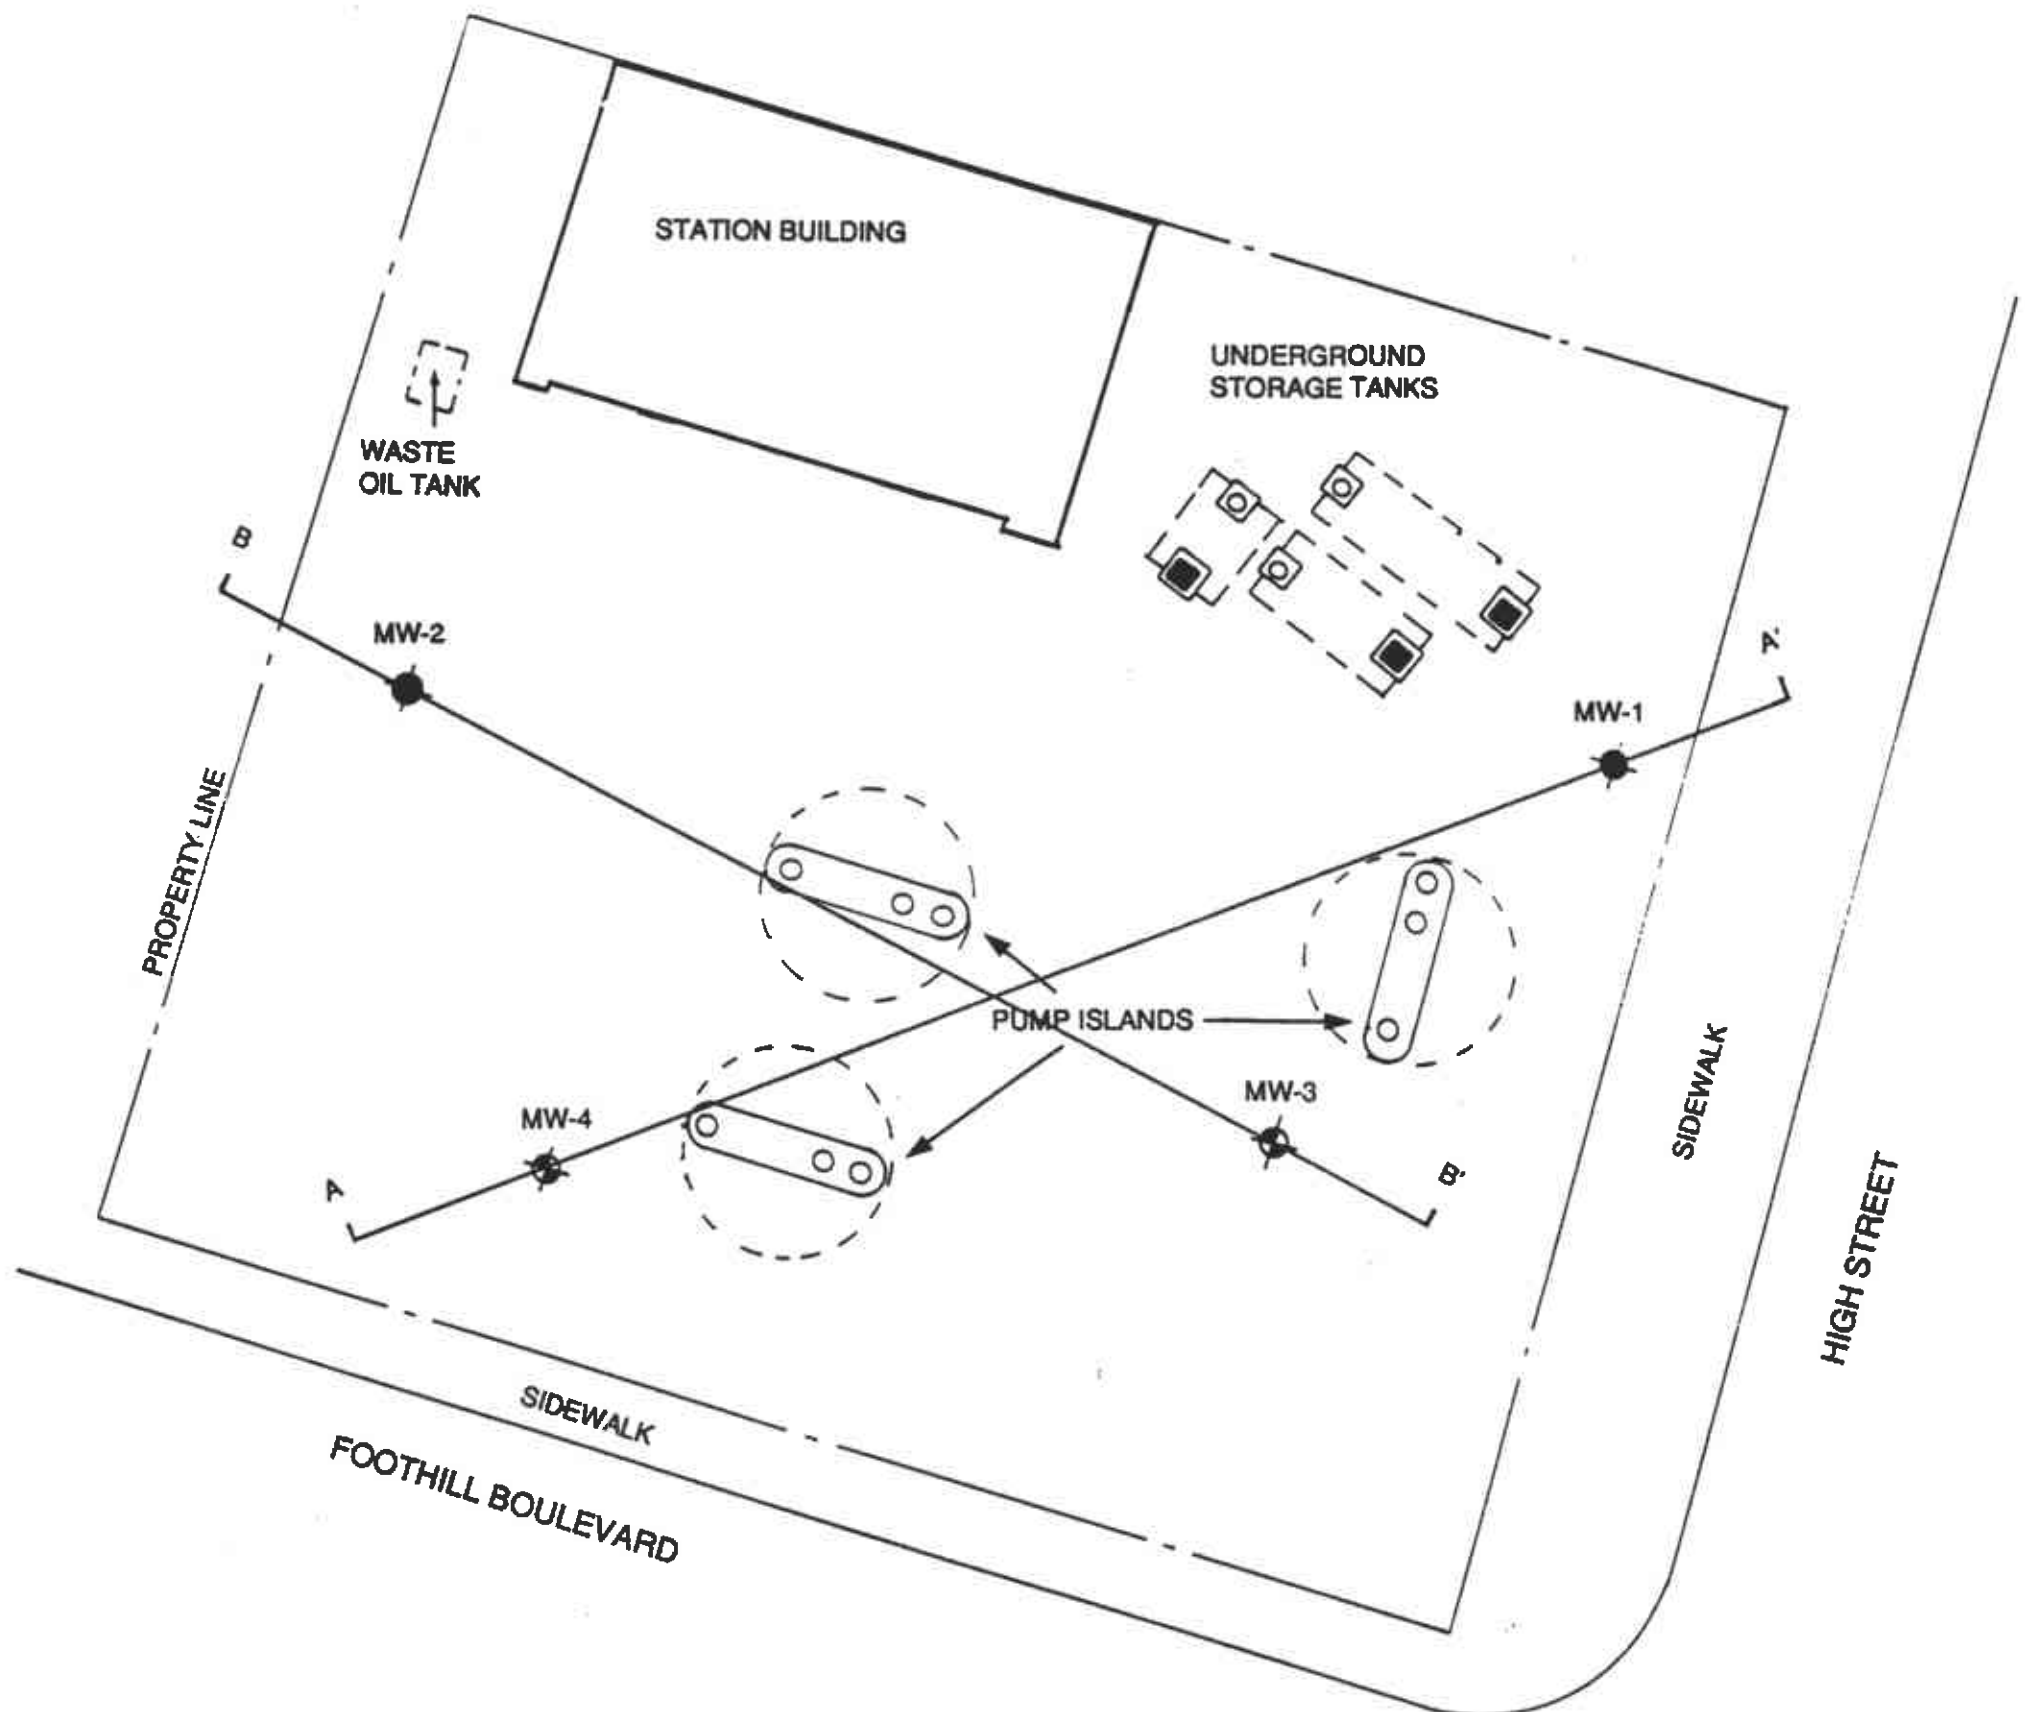 STATION BUILDING
UNDERGROUND
STORAGE TANKS
WASTE
OIL TANK
B
MW-2
A'
MW-1
PROPERTY LINE
PUMP ISLANDS
SIDEWALK
MW-3
MW-4
B'
A
HIGH STREET
SIDEWALK
FOOTHILL BOULEVARD